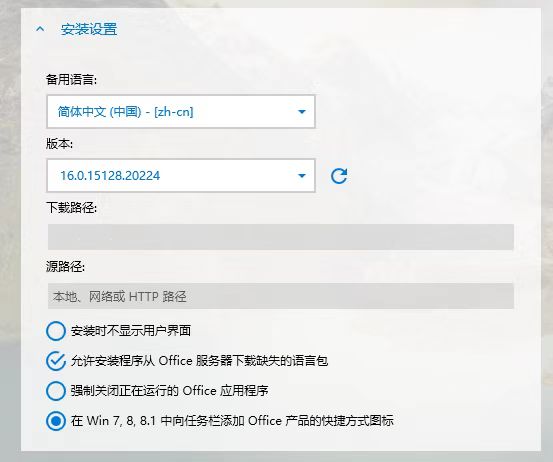 安装设置
备用语言:
简体中文 (中国) - [zh-cn]
版本:
16.0.15128.20224
下载路径:
源路径:
本地、网络或 HTTP 路径
安装时不显示用户界面
允许安装程序从 Office 服务器下载缺失的语言包
强制关闭正在运行的 Office 应用程序
在 Win 7, 8, 8.1 中向任务栏添加 Office 产品的快捷方式图标